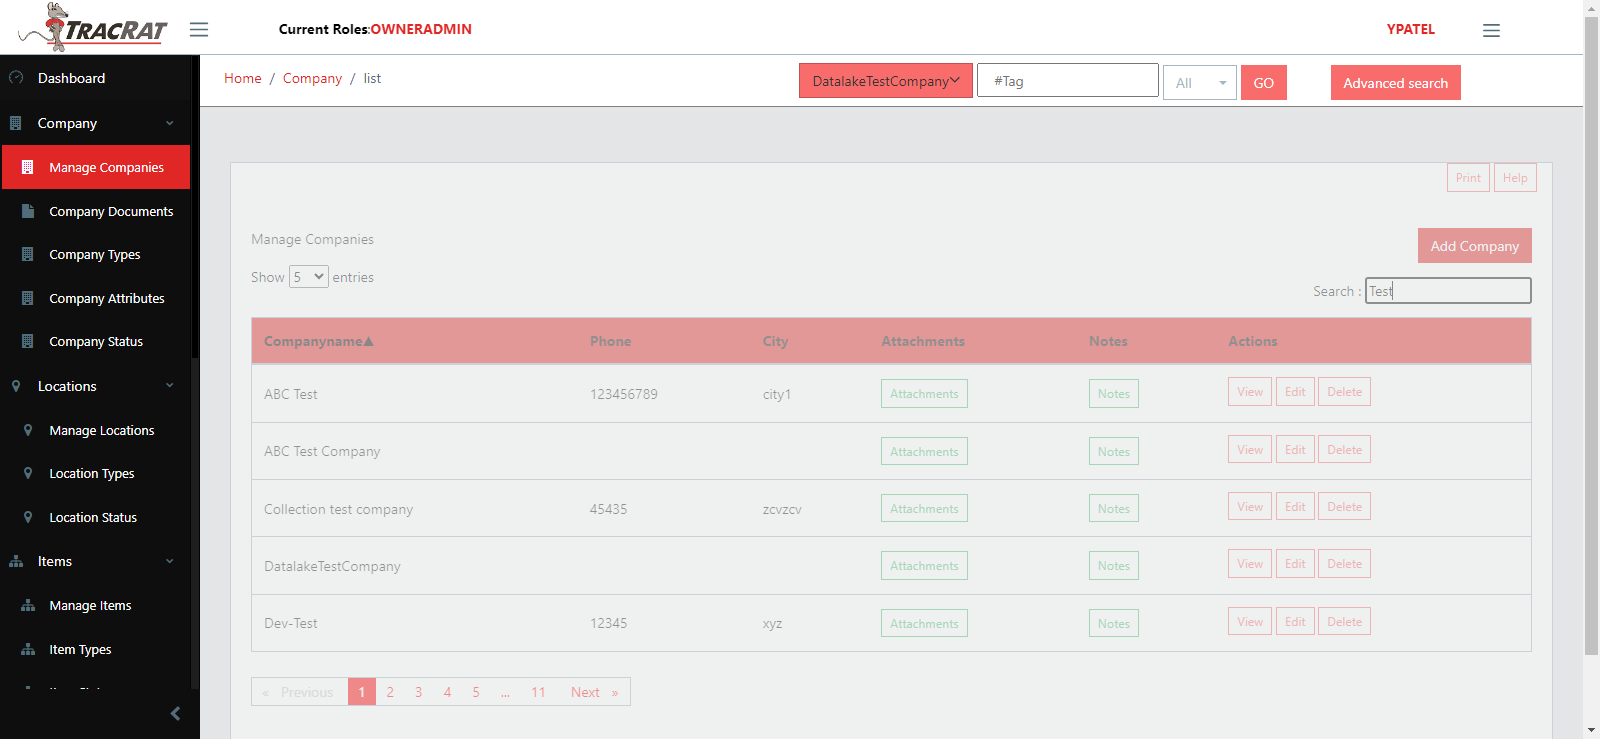 TRACRAT
Current Roles:OWNERADMIN
YPATEL
Dashboard
Company
Manage Companies
Company Documents
Company Types
Company Attributes
Company Status
Locations
Manage Locations
Location Types
Location Status
Items
Manage Items
Item Types
Home / Company / list
DatalakeTestCompany
#Tag
All
GO
Advanced search
Print Help
Manage Companies
Add Company
Show 5 entries
Search : Test
Companyname▲ Phone City Attachments Notes Actions
ABC Test 123456789 city1 Attachments Notes View Edit Delete
ABC Test Company Attachments Notes View Edit Delete
Collection test company 45435 zcvzcv Attachments Notes View Edit Delete
DatalakeTestCompany Attachments Notes View Edit Delete
Dev-Test 12345 xyz Attachments Notes View Edit Delete
« Previous 1 2 3 4 5 ... 11 Next »